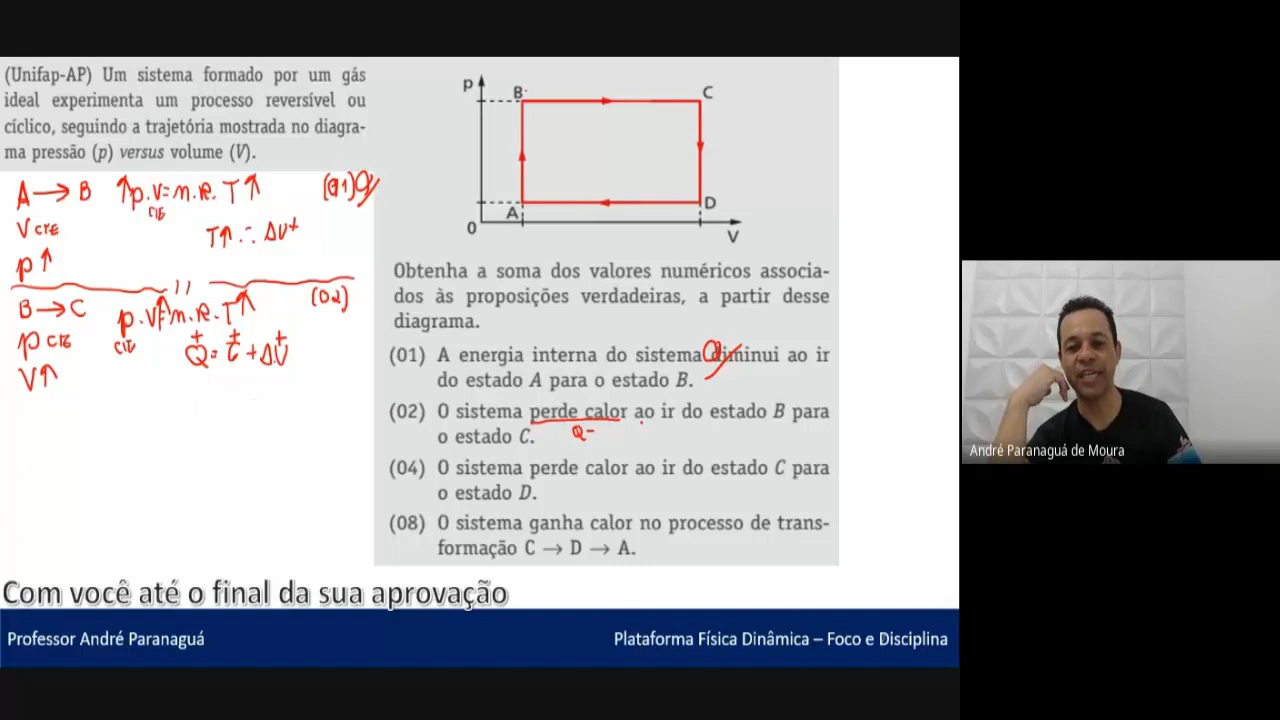 (Unifap-AP) Um sistema formado por um gás
ideal experimenta um processo reversível ou
cíclico, seguindo a trajetória mostrada no diagra-
ma pressão (p) versus volume (V).
A → B ↑p.V=n.R.T↑ (01)
V CTE CTE
T↑ ∴ ΔU+
p↑
B → C p.V↑=n.R.T↑ (02)
p CTE CTE
V↑
+ + +
Q = τ + ΔU
p
B
C
A
D
0
V
Obtenha a soma dos valores numéricos associa-
dos às proposições verdadeiras, a partir desse
diagrama.
(01) A energia interna do sistema diminui ao ir
do estado A para o estado B.
(02) O sistema perde calor ao ir do estado B para
o estado C.
Q-
(04) O sistema perde calor ao ir do estado C para
o estado D.
(08) O sistema ganha calor no processo de trans-
formação C → D → A.
Com você até o final da sua aprovação
Professor André Paranaguá
Plataforma Física Dinâmica – Foco e Disciplina
André Paranaguá de Moura